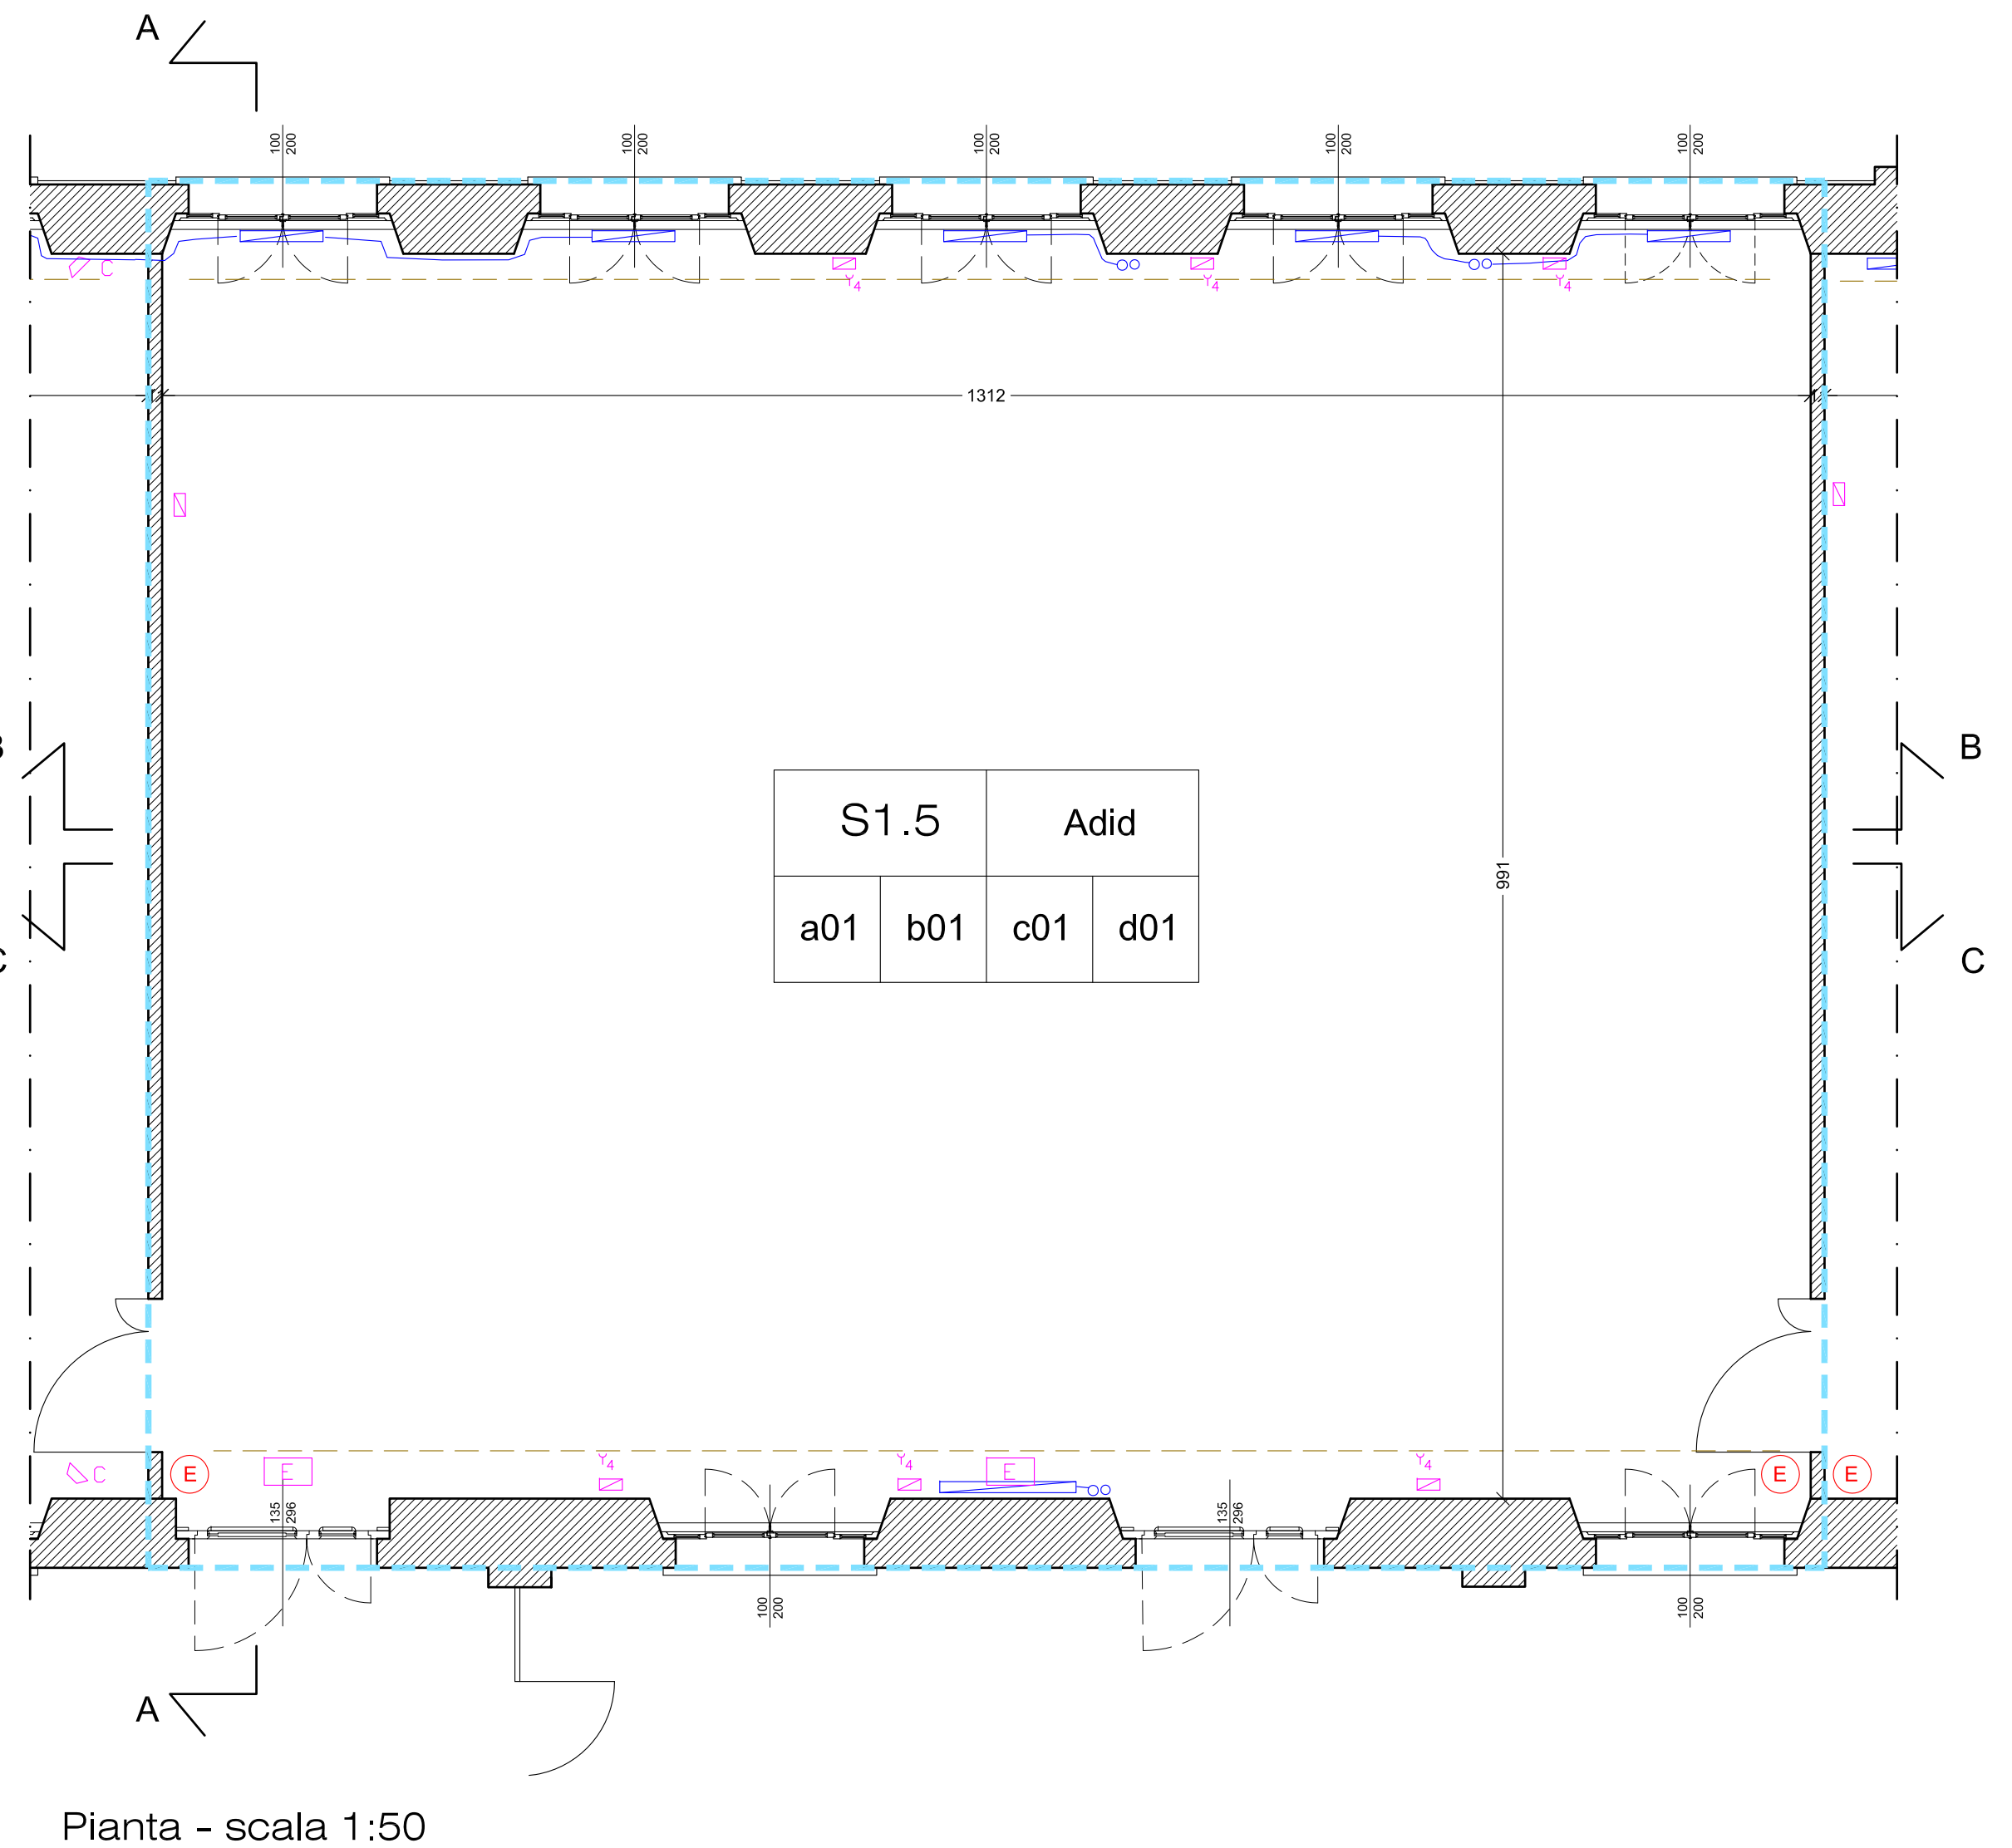 A
100 100 100 100 100
200 200 200 200 200
C
Y4 Y4 Y4
1312
B B
S1.5 Adid
991
a01 b01 c01 d01
C C
Y4 Y4 Y4
C E E E E E
135 135
296 296
100 100
200 200
A
Pianta - scala 1:50